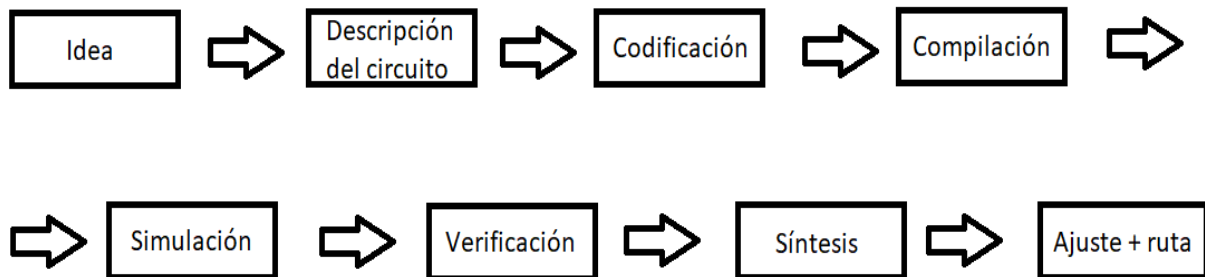 Idea
Descripción
del circuito
Codificación
Compilación
Simulación
Verificación
Síntesis
Ajuste + ruta